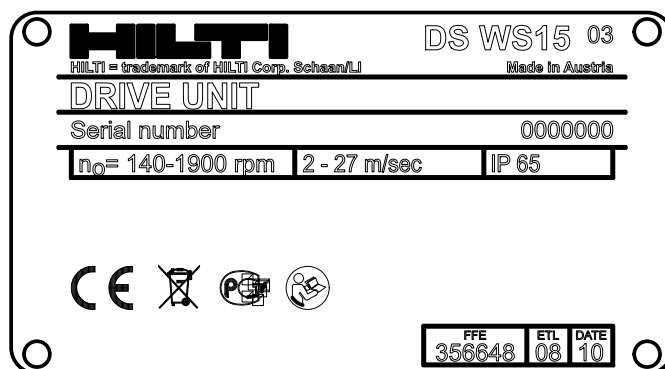 HILTI DS WS15 03
HILTI = trademark of HILTI Corp. Schaan/LI Made in Austria
DRIVE UNIT
Serial number 0000000
n₀= 140-1900 rpm 2 - 27 m/sec IP 65
CE
FFE ETL DATE
356648 08 10